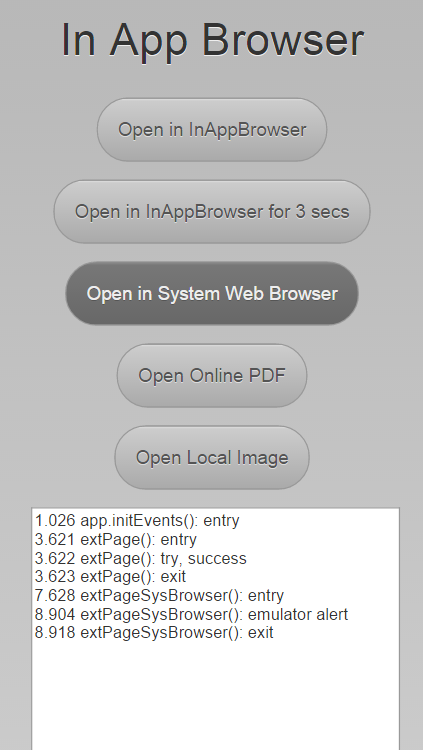 In App Browser
Open in InAppBrowser
Open in InAppBrowser for 3 secs
Open in System Web Browser
Open Online PDF
Open Local Image
1.026 app.initEvents(): entry
3.621 extPage(): entry
3.622 extPage(): try, success
3.623 extPage(): exit
7.628 extPageSysBrowser(): entry
8.904 extPageSysBrowser(): emulator alert
8.918 extPageSysBrowser(): exit